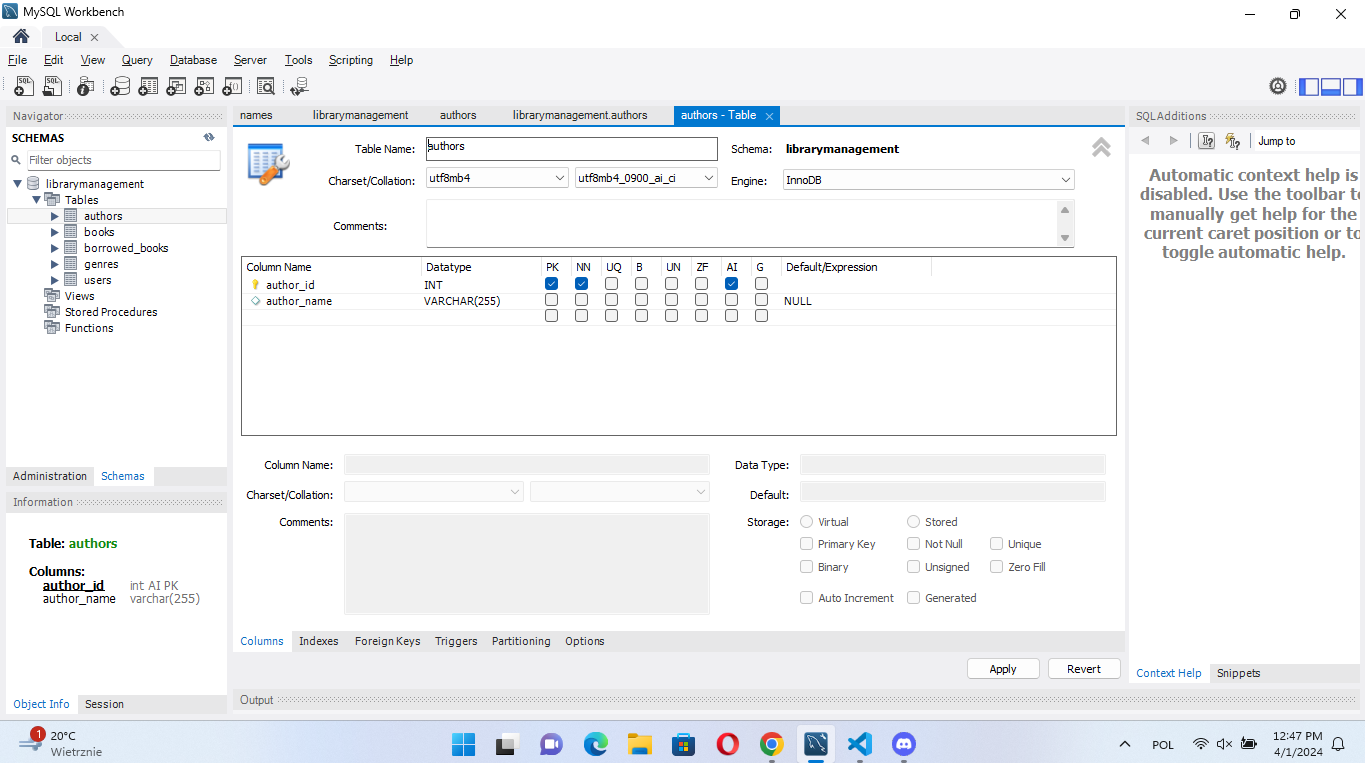 MySQL Workbench
Local
File Edit View Query Database Server Tools Scripting Help
Navigator
SCHEMAS
Filter objects
librarymanagement
Tables
authors
books
borrowed_books
genres
users
Views
Stored Procedures
Functions
Administration Schemas
Information
Table: authors
Columns:
author_id int AI PK
author_name varchar(255)
Object Info Session
names librarymanagement authors librarymanagement.authors authors - Table
Table Name: authors Schema: librarymanagement
Charset/Collation: utf8mb4 utf8mb4_0900_ai_ci Engine: InnoDB
Comments:
Column Name Datatype PK NN UQ B UN ZF AI G Default/Expression
author_id INT
author_name VARCHAR(255) NULL
Column Name: Data Type:
Charset/Collation: Default:
Comments: Storage: Virtual Stored
Primary Key Not Null Unique
Binary Unsigned Zero Fill
Auto Increment Generated
Columns Indexes Foreign Keys Triggers Partitioning Options
Apply Revert
Output
SQLAdditions
Jump to
Automatic context help is
disabled. Use the toolbar to
manually get help for the
current caret position or to
toggle automatic help.
Context Help Snippets
1
20°C
Wietrznie
POL
12:47 PM
4/1/2024